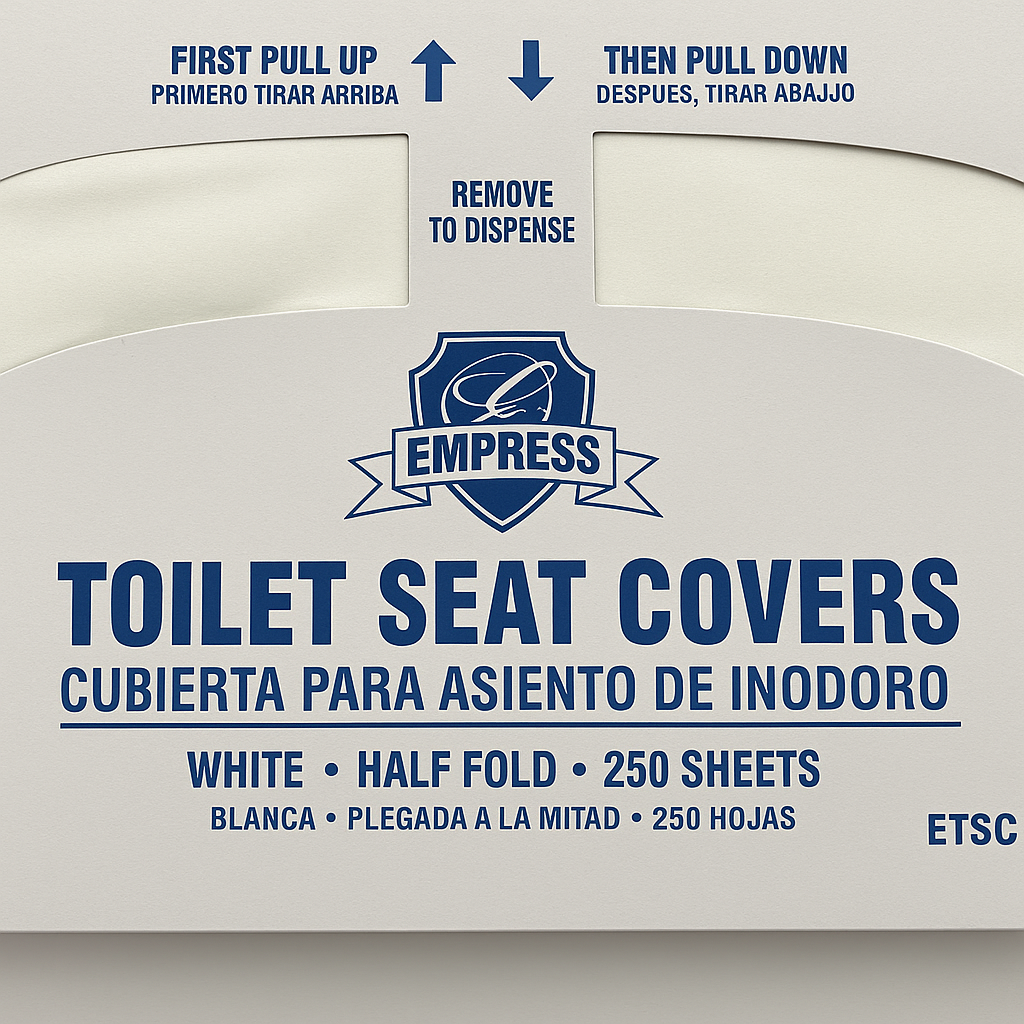 FIRST PULL UP
PRIMERO TIRAR ARRIBA
THEN PULL DOWN
DESPUES, TIRAR ABAJJO
REMOVE
TO DISPENSE
EMPRESS
TOILET SEAT COVERS
CUBIERTA PARA ASIENTO DE INODORO
WHITE • HALF FOLD • 250 SHEETS
BLANCA • PLEGADA A LA MITAD • 250 HOJAS
ETSC